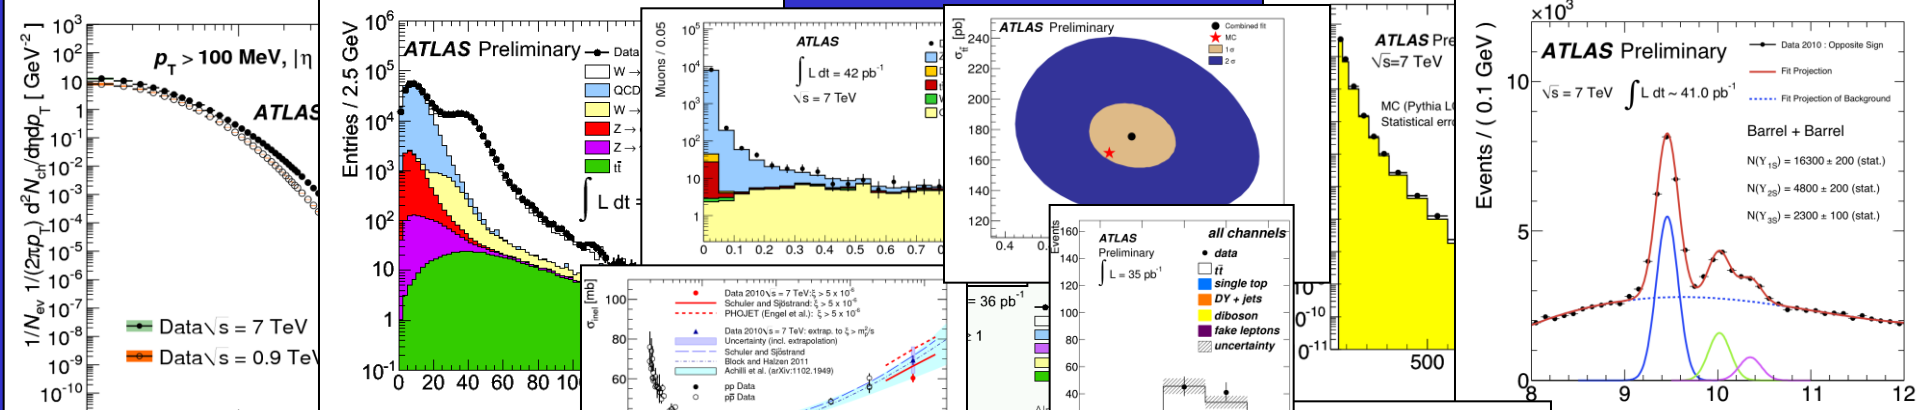 10³
10²
10
1
10⁻¹
10⁻²
10⁻³
10⁻⁴
10⁻⁵
10⁻⁶
10⁻⁷
10⁻⁸
10⁻⁹
10⁻¹⁰
1/N_ev 1/(2πp_T) d²N_ch/dηdp_T [ GeV⁻² ]
p_T > 100 MeV, | η
ATLAS
Data √s = 7 TeV
Data √s = 0.9 TeV
Entries / 2.5 GeV
10⁶
10⁵
10⁴
10³
10²
10
1
10⁻¹
0 20 40 60 80 10
ATLAS Preliminary
Data
W →
QCD
W →
Z →
Z →
tt̄
∫ L dt =
Muons / 0.05
10⁵
10⁴
10³
10²
10
1
0 0.1 0.2 0.3 0.4 0.5 0.6 0.7 0.8
ATLAS
∫ L dt = 42 pb⁻¹
√s = 7 TeV
σ_inel [mb]
100
80
60
Data 2010 √s = 7 TeV: ξ > 5 x 10⁻⁶
Schuler and Sjöstrand: ξ > 5 x 10⁻⁶
PHOJET (Engel et al.): ξ > 5 x 10⁻⁶
Data 2010 √s = 7 TeV: extrap. to ξ > m²_p/s
Uncertainty (incl. extrapolation)
Schuler and Sjöstrand
Block and Halzen 2011
Achilli et al. (arXiv:1102.1949)
pp Data
pp̄ Data
σ_tt̄ [pb]
240
220
200
180
160
140
120
0.4 0.
ATLAS Preliminary
Combined fit
MC
1 σ
2 σ
= 36 pb⁻¹
> 1
Events
160
140
120
100
80
60
40
ATLAS
Preliminary
∫ L = 35 pb⁻¹
all channels
data
tt̄
single top
DY + jets
diboson
fake leptons
uncertainty
ATLAS Pre
√s=7 TeV
MC (Pythia L
Statistical erro
10⁻
0⁻¹⁰
0⁻¹¹
500
Events / ( 0.1 GeV )
×10³
10
5
0
8 9 10 11 12
ATLAS Preliminary
√s = 7 TeV ∫ L dt ~ 41.0 pb⁻¹
Data 2010 : Opposite Sign
Fit Projection
Fit Projection of Background
Barrel + Barrel
N(Υ_1S) = 16300 ± 200 (stat.)
N(Υ_2S) = 4800 ± 200 (stat.)
N(Υ_3S) = 2300 ± 100 (stat.)